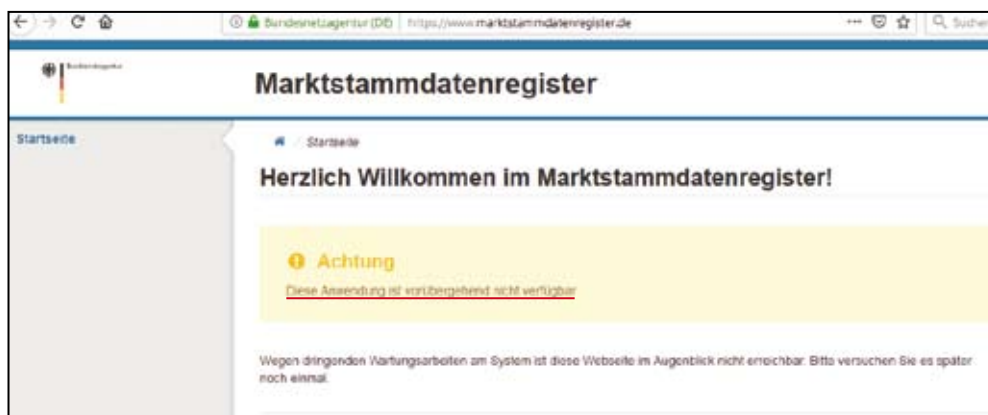 Bundesnetzagentur (DE) https://www.marktstammdatenregister.de ··· Suchen
Bundesnetzagentur
Marktstammdatenregister
Startseite
/ Startseite
Herzlich Willkommen im Marktstammdatenregister!
Achtung
Diese Anwendung ist vorübergehend nicht verfügbar
Wegen dringenden Wartungsarbeiten am System ist diese Webseite im Augenblick nicht erreichbar. Bitte versuchen Sie es später
noch einmal.